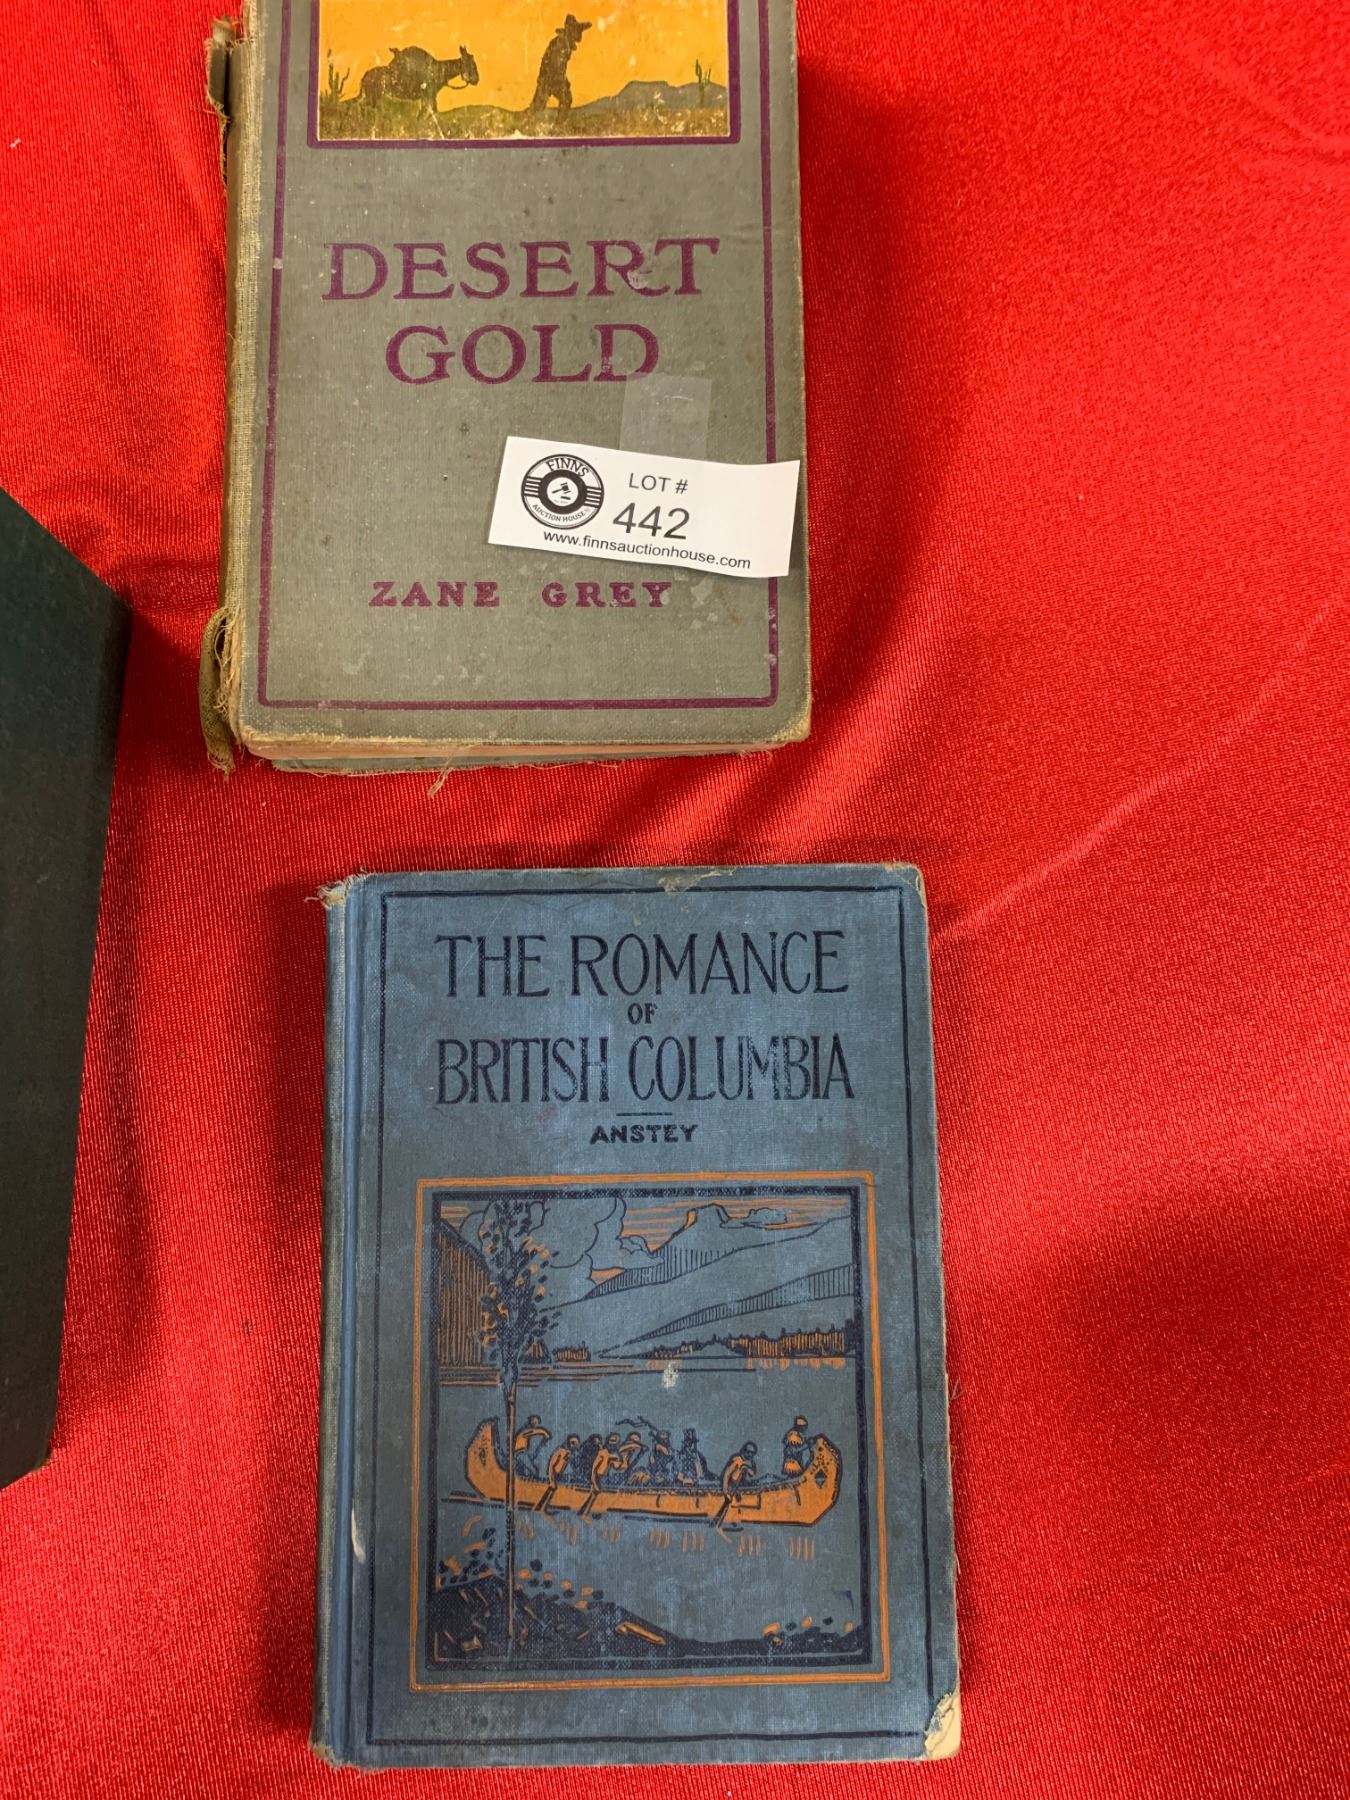 DESERT
GOLD
FINNS
AUCTION HOUSE
LOT #
442
www.finnsauctionhouse.com
ZANE GREY
THE ROMANCE
OF
BRITISH COLUMBIA
ANSTEY